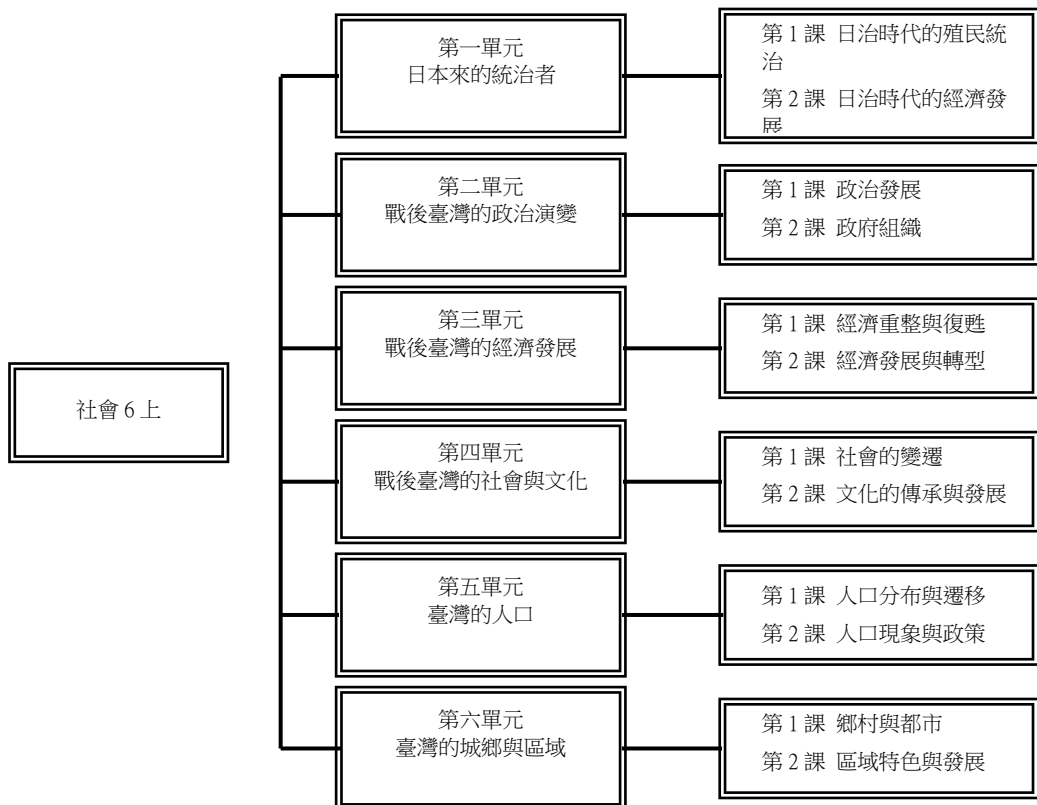 社會 6 上
第一單元
日本來的統治者
第 1 課 日治時代的殖民統
治
第 2 課 日治時代的經濟發
展
第二單元
戰後臺灣的政治演變
第 1 課 政治發展
第 2 課 政府組織
第三單元
戰後臺灣的經濟發展
第 1 課 經濟重整與復甦
第 2 課 經濟發展與轉型
第四單元
戰後臺灣的社會與文化
第 1 課 社會的變遷
第 2 課 文化的傳承與發展
第五單元
臺灣的人口
第 1 課 人口分布與遷移
第 2 課 人口現象與政策
第六單元
臺灣的城鄉與區域
第 1 課 鄉村與都市
第 2 課 區域特色與發展